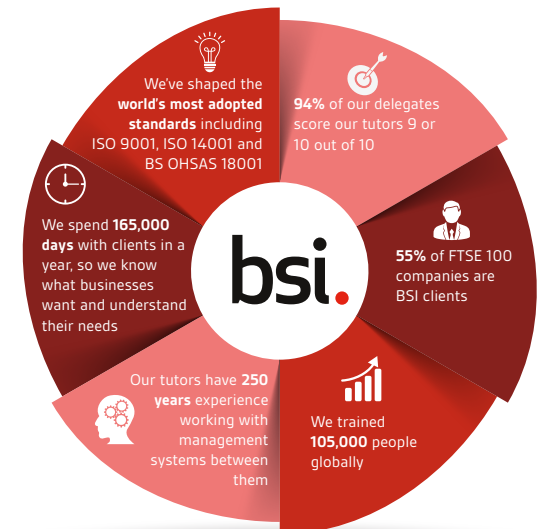 We've shaped the
world's most adopted
standards including
ISO 9001, ISO 14001 and
BS OHSAS 18001
94% of our delegates
score our tutors 9 or
10 out of 10
55% of FTSE 100
companies are
BSI clients
We trained
105,000 people
globally
Our tutors have 250
years experience
working with
management
systems between
them
We spend 165,000
days with clients in a
year, so we know
what businesses
want and understand
their needs
bsi.